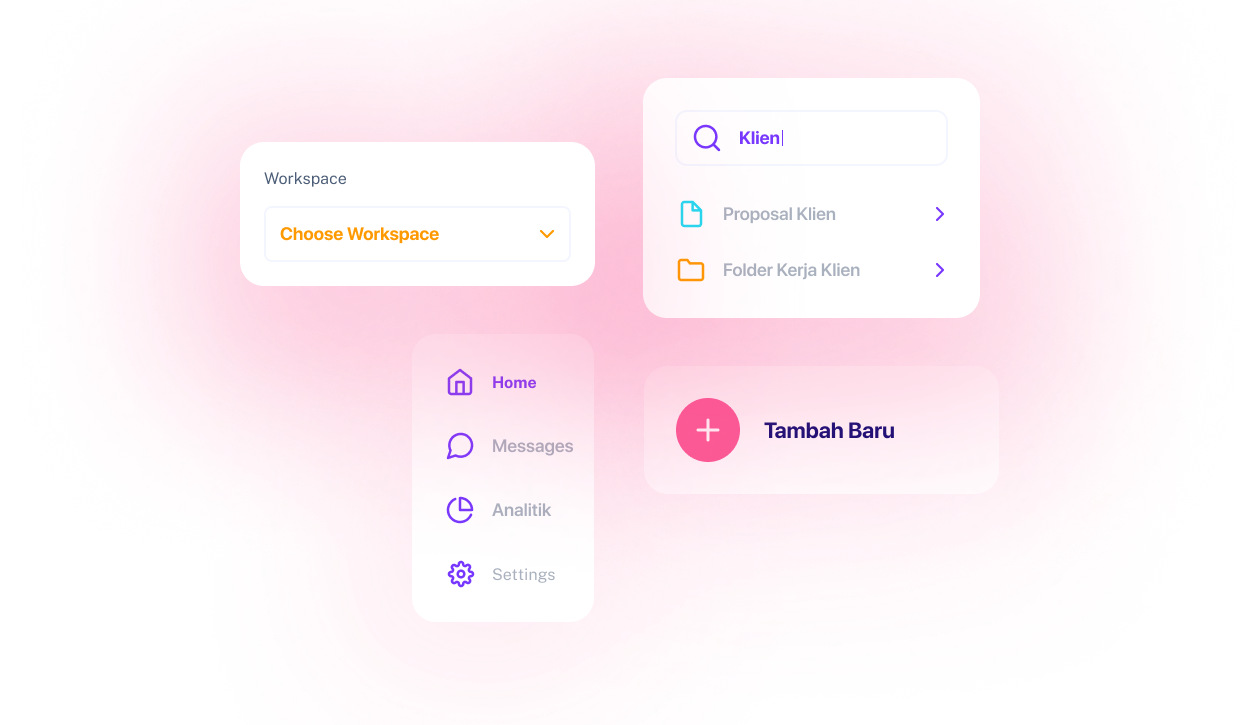 Workspace
Choose Workspace
Klien
Proposal Klien
Folder Kerja Klien
Home
Messages
Analitik
Settings
Tambah Baru